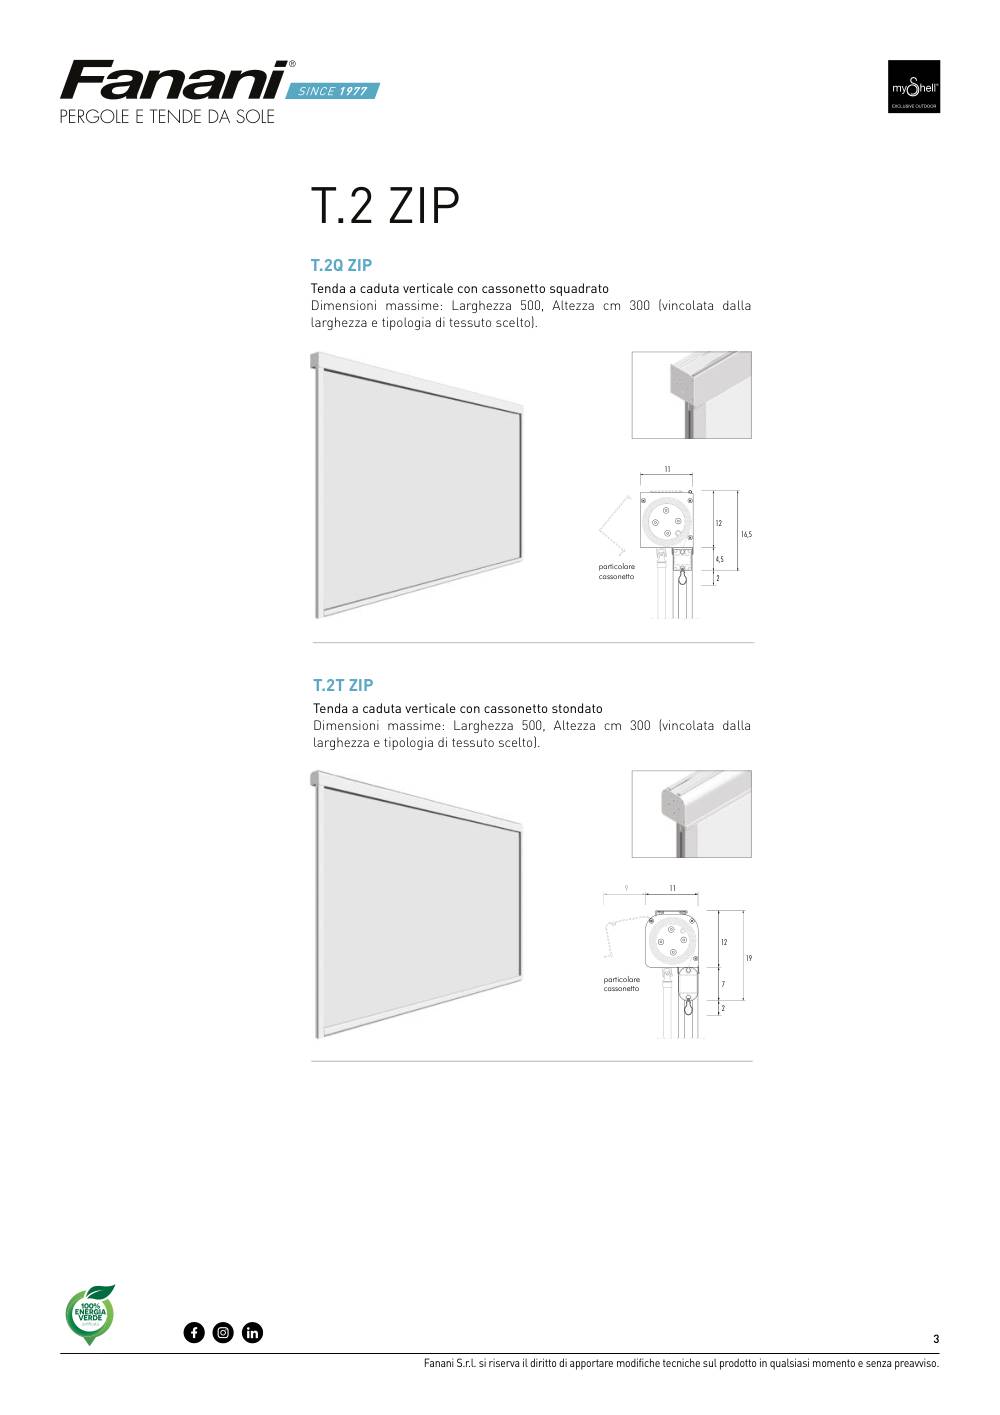 Fanani®
SINCE 1977
PERGOLE E TENDE DA SOLE
myShell®
EXCLUSIVE OUTDOOR
T.2 ZIP
T.2Q ZIP
Tenda a caduta verticale con cassonetto squadrato
Dimensioni massime: Larghezza 500, Altezza cm 300 (vincolata dalla
larghezza e tipologia di tessuto scelto).
11
12
16,5
4,5
2
particolare
cassonetto
T.2T ZIP
Tenda a caduta verticale con cassonetto stondato
Dimensioni massime: Larghezza 500, Altezza cm 300 (vincolata dalla
larghezza e tipologia di tessuto scelto).
9
11
12
19
7
2
particolare
cassonetto
100%
ENERGIA
VERDE
3
Fanani S.r.l. si riserva il diritto di apportare modifiche tecniche sul prodotto in qualsiasi momento e senza preavviso.